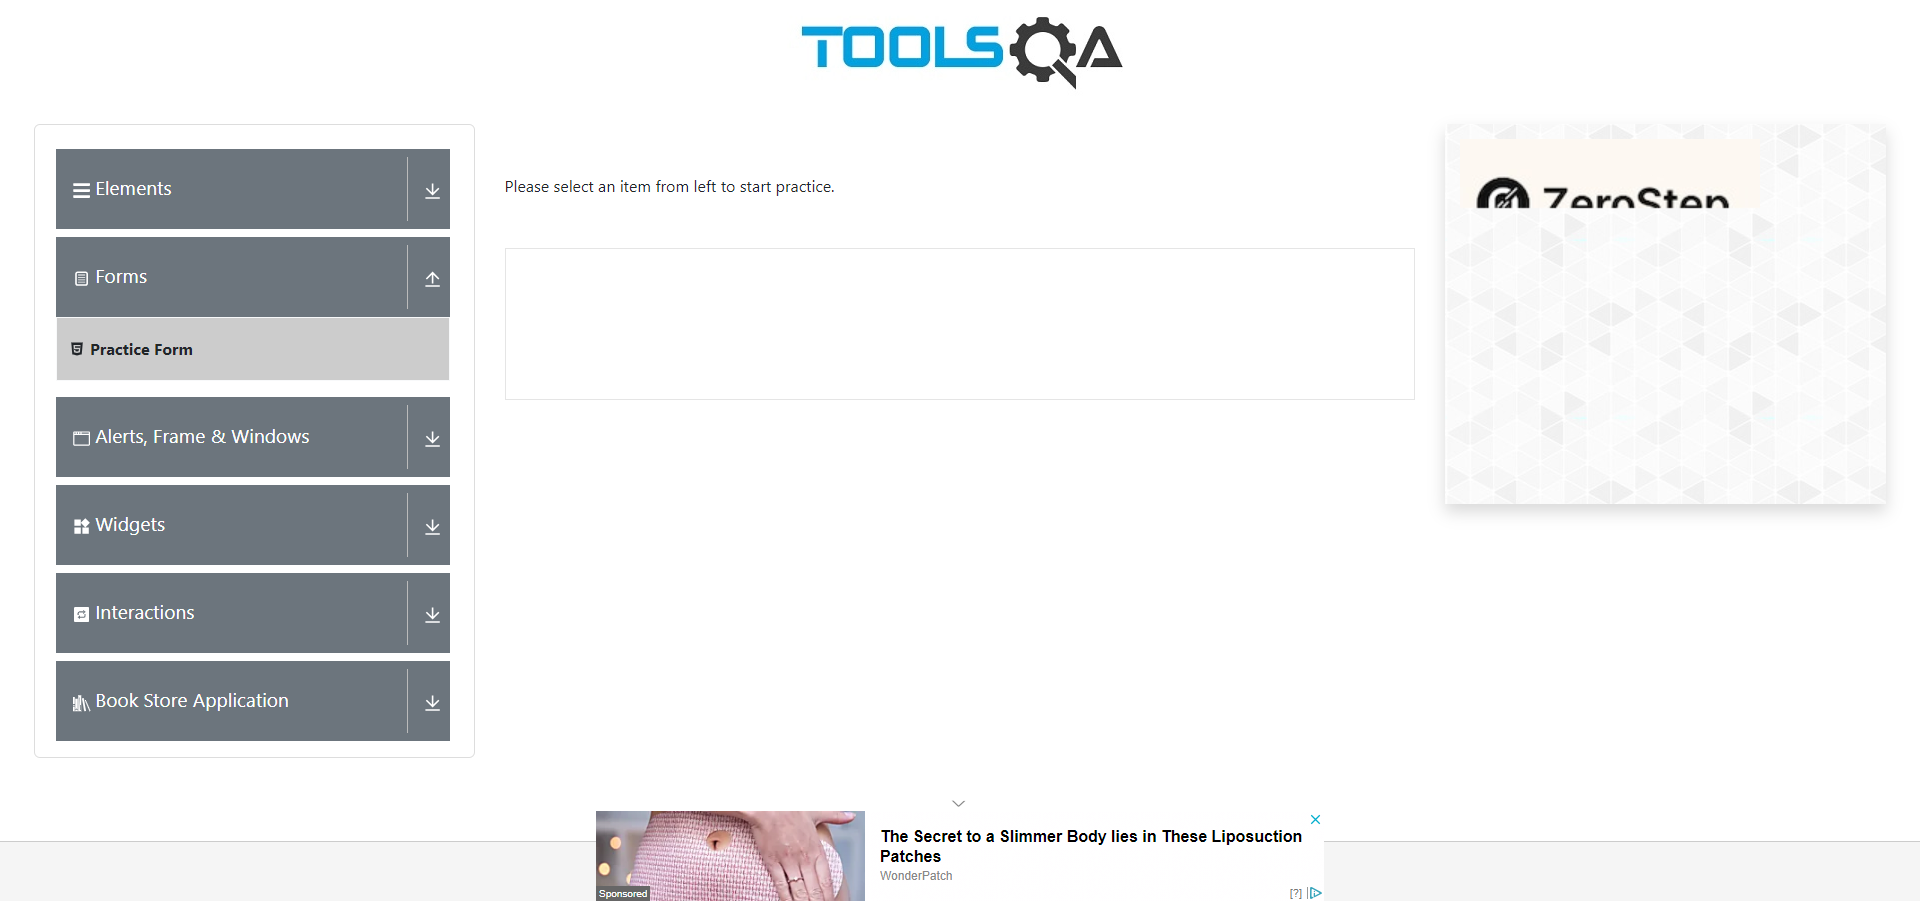 TOOLSQA
Elements
Forms
Practice Form
Alerts, Frame & Windows
Widgets
Interactions
Book Store Application
Please select an item from left to start practice.
ZeroStep
The Secret to a Slimmer Body lies in These Liposuction
Patches
WonderPatch
Sponsored
[?]